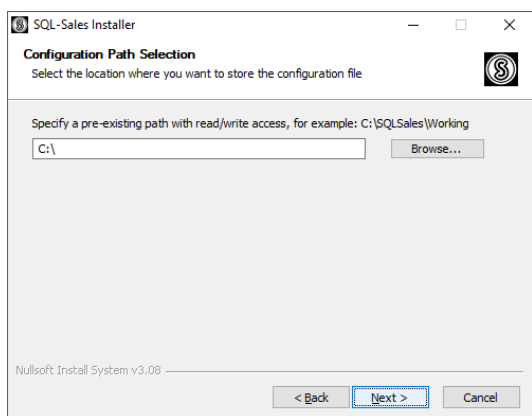 SQL-Sales Installer
Configuration Path Selection
Select the location where you want to store the configuration file
Specify a pre-existing path with read/write access, for example: C:\SQLSales\Working
C:\
Browse...
Nullsoft Install System v3.08
< Back
Next >
Cancel